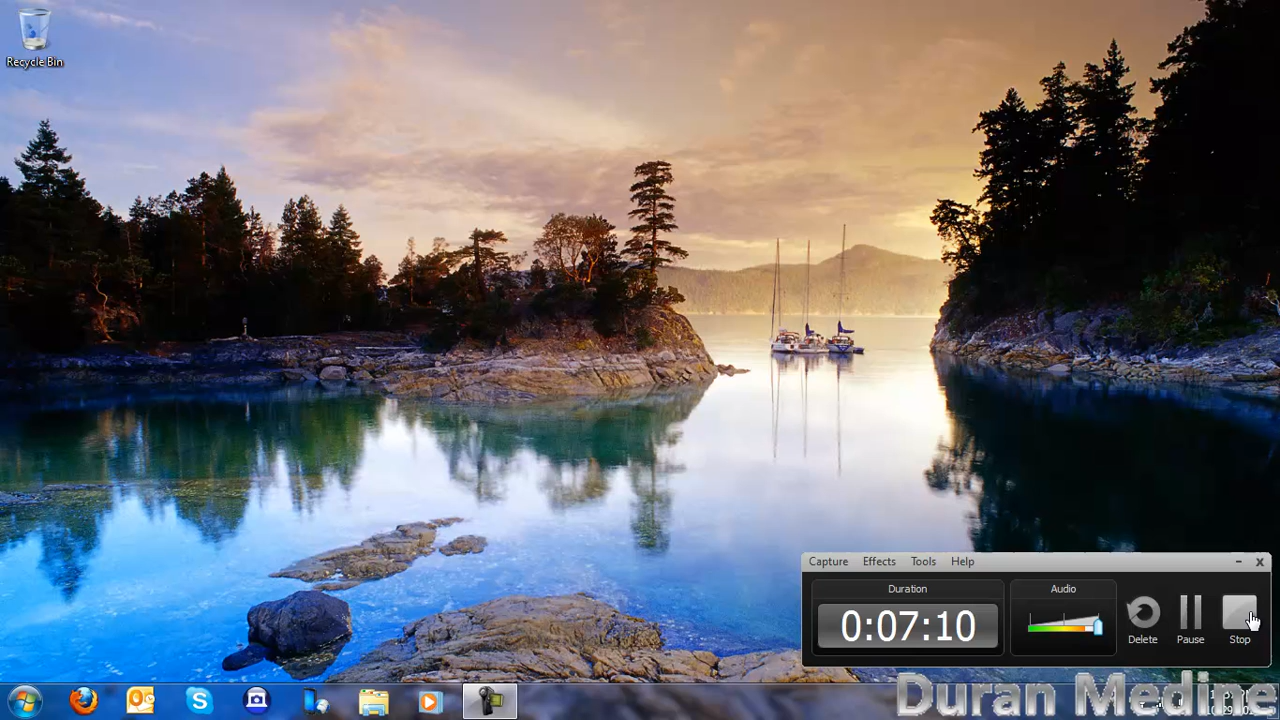 Recycle Bin
Capture Effects Tools Help
Duration
Audio
0:07:10
Delete
Pause
Stop
Duran Medine